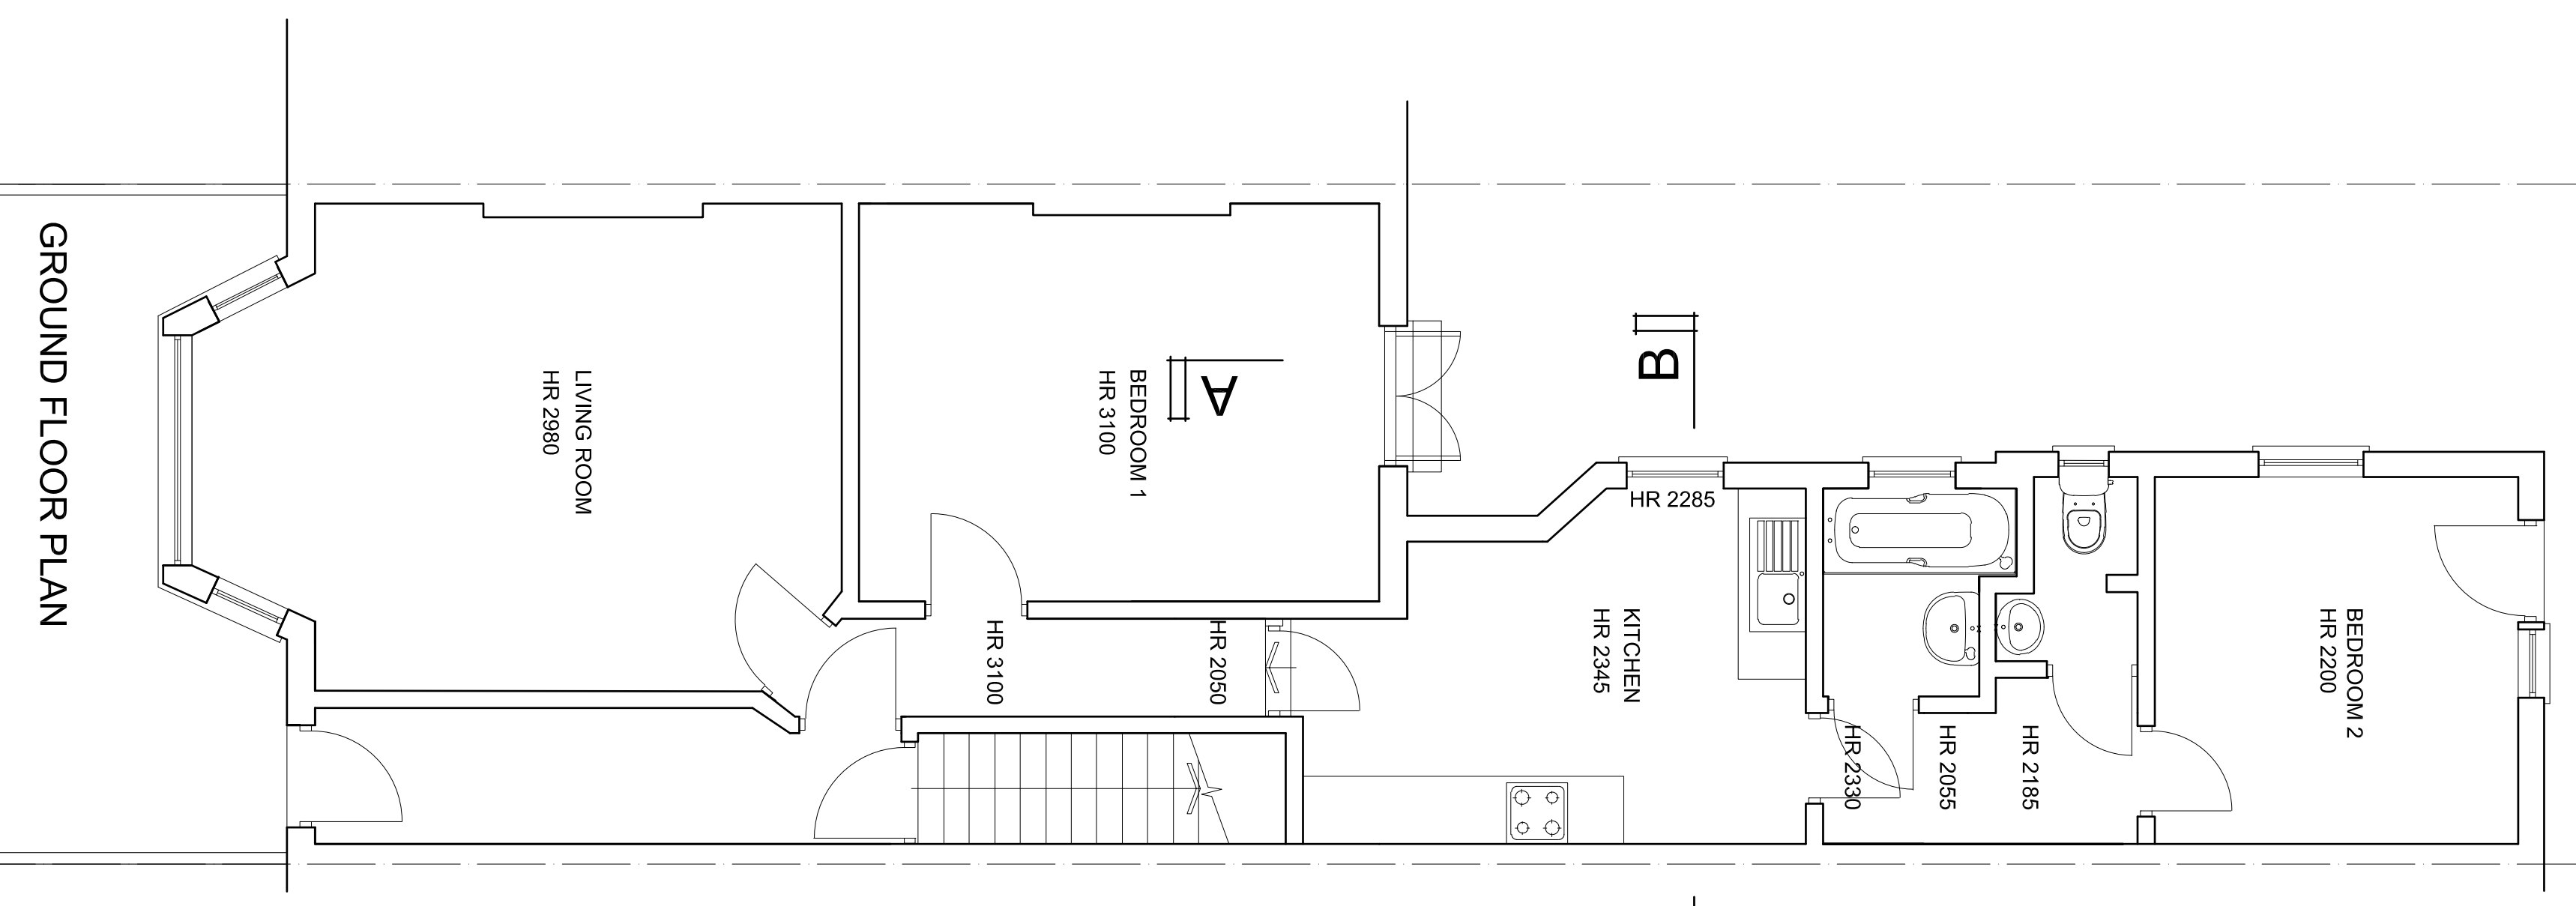 GROUND FLOOR PLAN
LIVING ROOM
HR 2980
BEDROOM 1
HR 3100
A
B
HR 2285
HR 3100
HR 2050
KITCHEN
HR 2345
HR 2330
HR 2055
HR 2185
BEDROOM 2
HR 2200